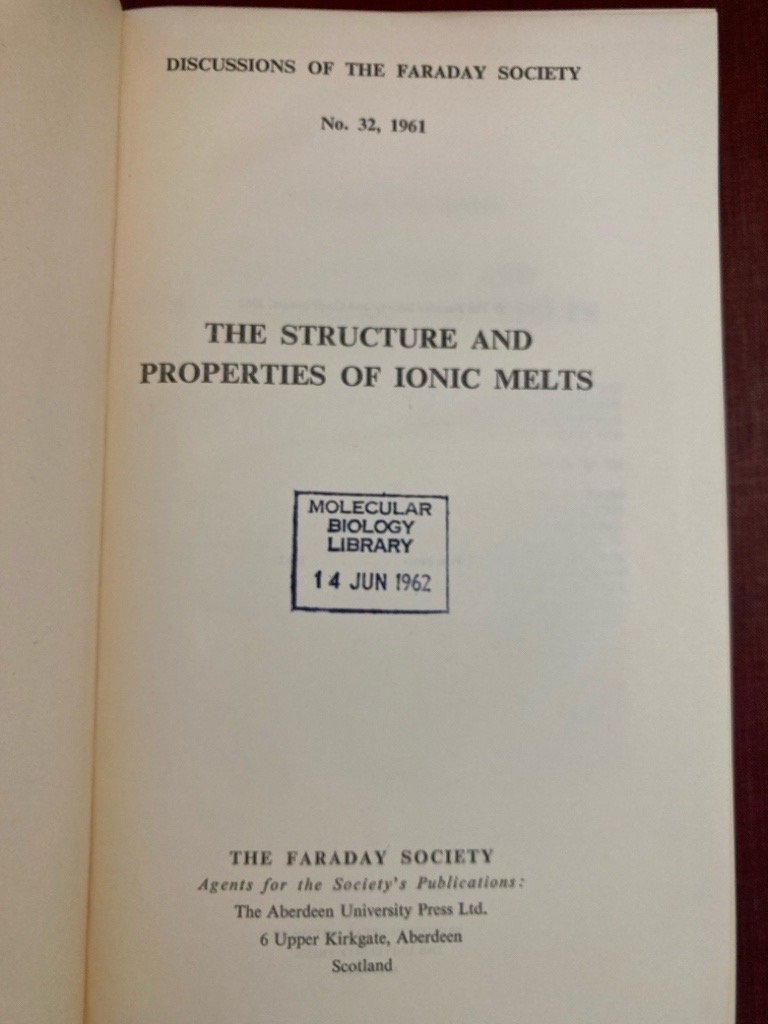 DISCUSSIONS OF THE FARADAY SOCIETY
No. 32, 1961
THE STRUCTURE AND
PROPERTIES OF IONIC MELTS
MOLECULAR
BIOLOGY
LIBRARY
14 JUN 1962
THE FARADAY SOCIETY
Agents for the Society's Publications:
The Aberdeen University Press Ltd.
6 Upper Kirkgate, Aberdeen
Scotland